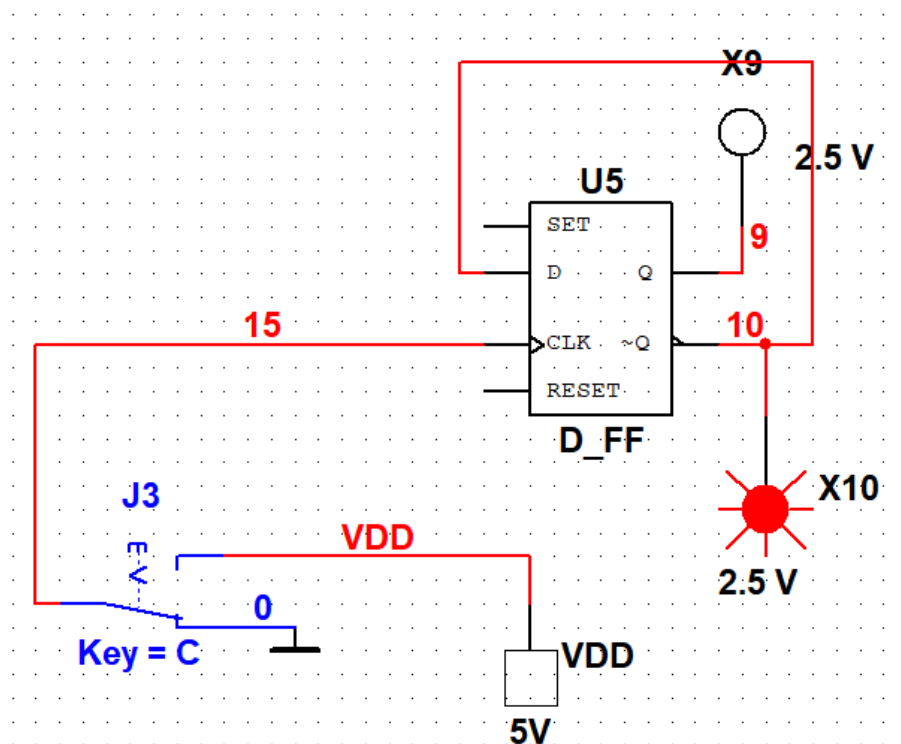 X9
2.5 V
U5
SET
9
D Q
15
10
CLK ~Q
RESET
D_FF
J3
X10
VDD
2.5 V
0
Key = C
VDD
5V